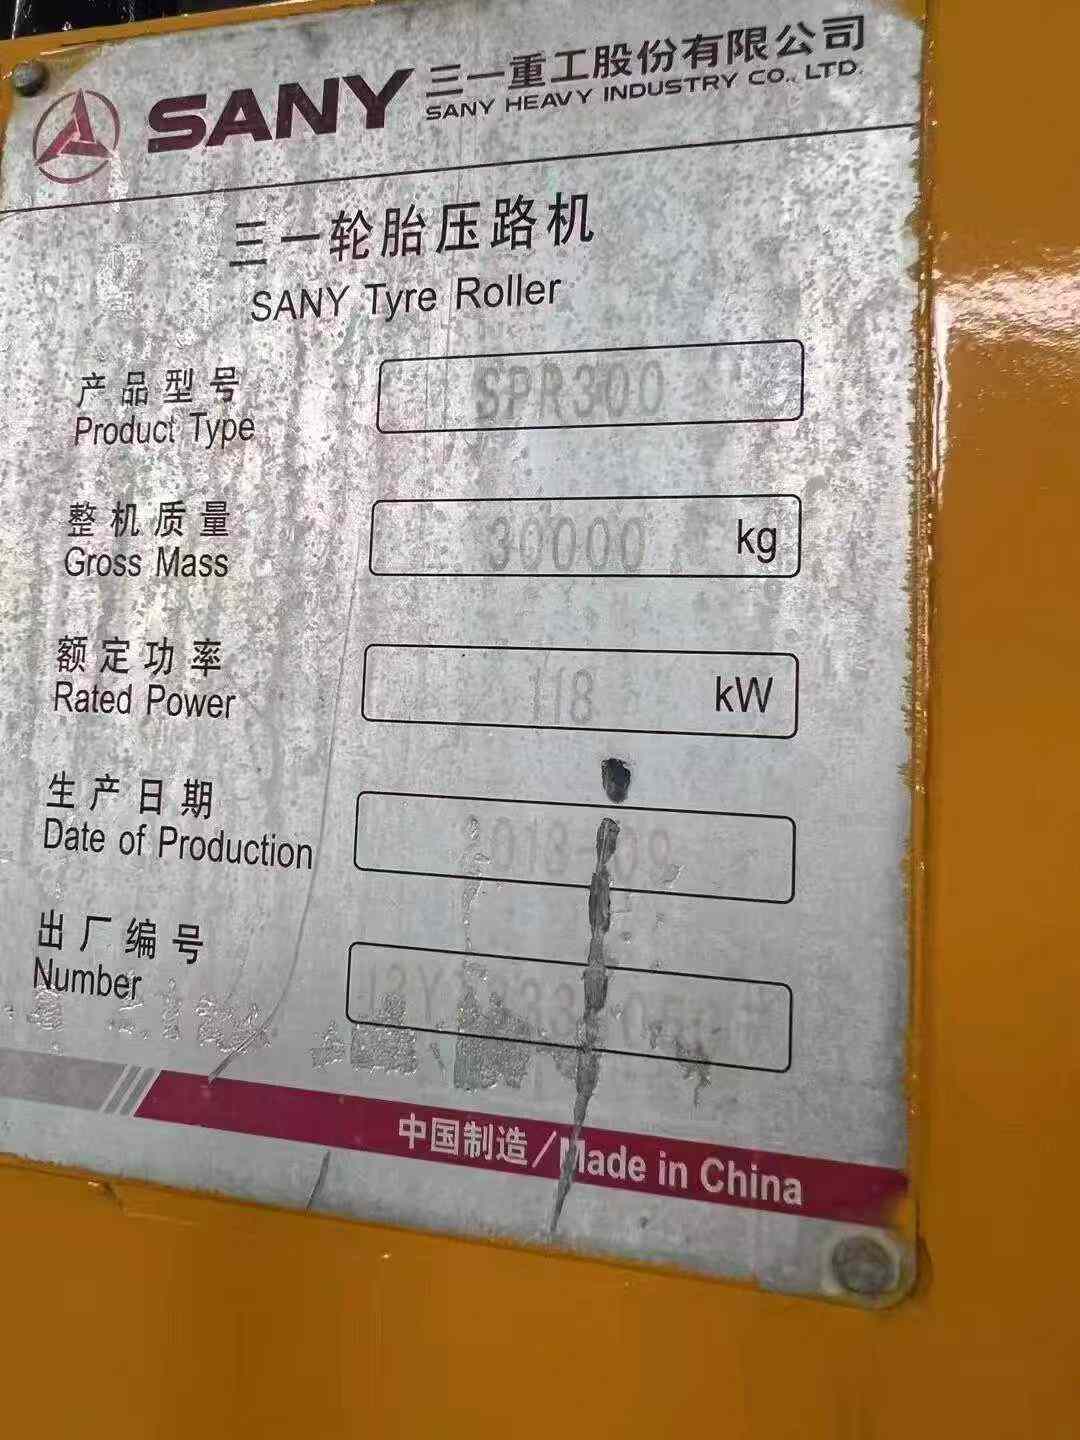 SANY 三一重工股份有限公司
SANY HEAVY INDUSTRY CO., LTD.
三一轮胎压路机
SANY Tyre Roller
产品型号 SPR300
Product Type
整机质量 30000 kg
Gross Mass
额定功率 118 kW
Rated Power
生产日期 2018-09
Date of Production
出厂编号
Number
中国制造/Made in China